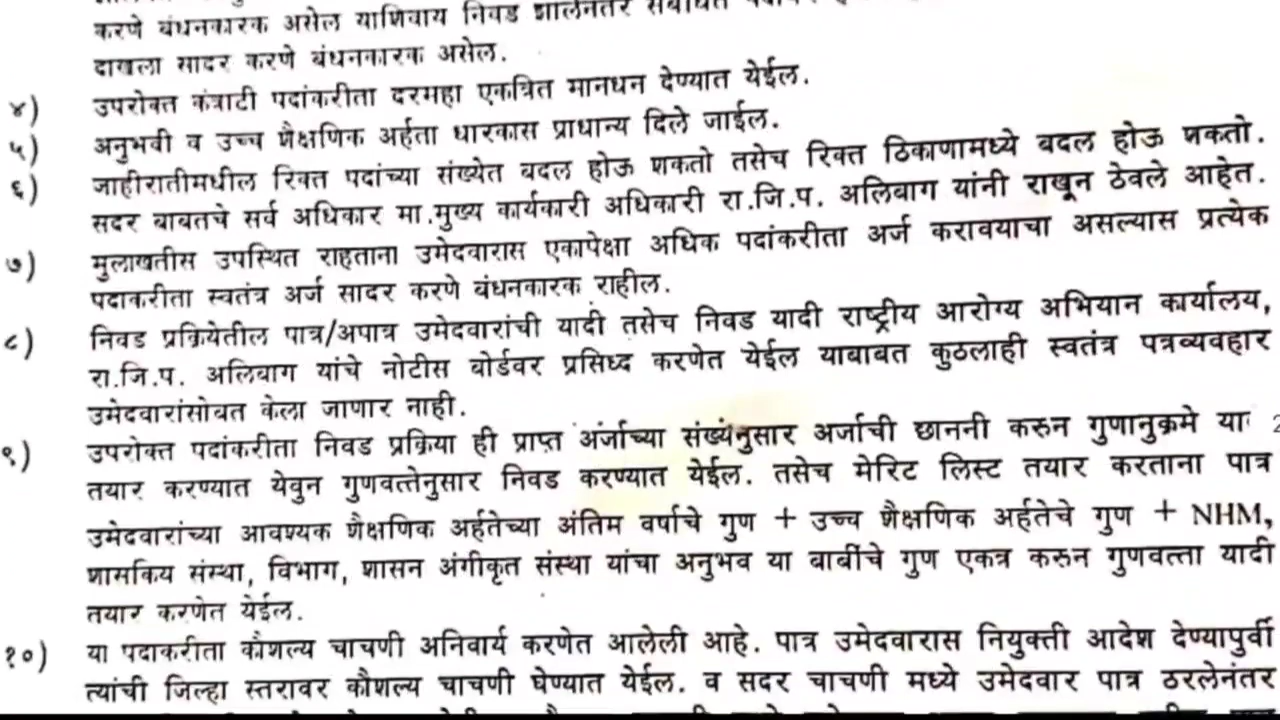 करणे बंधनकारक असेल याशिवाय निवड झालेनंतर संबंधित
दाखला सादर करणे बंधनकारक असेल.
४) उपरोक्त कंत्राटी पदांकरीता दरमहा एकत्रित मानधन देण्यात येईल.
५) अनुभवी व उच्च शैक्षणिक अर्हता धारकास प्राधान्य दिले जाईल.
६) जाहीरातीमधील रिक्त पदांच्या संख्येत बदल होऊ शकतो तसेच रिक्त ठिकाणामध्ये बदल होऊ शकतो.
सदर बाबतचे सर्व अधिकार मा.मुख्य कार्यकारी अधिकारी रा.जि.प. अलिबाग यांनी राखून ठेवले आहेत.
७) मुलाखतीस उपस्थित राहताना उमेदवारास एकापेक्षा अधिक पदांकरीता अर्ज करावयाचा असल्यास प्रत्येक
पदाकरीता स्वतंत्र अर्ज सादर करणे बंधनकारक राहील.
८) निवड प्रक्रियेतील पात्र/अपात्र उमेदवारांची यादी तसेच निवड यादी राष्ट्रीय आरोग्य अभियान कार्यालय,
रा.जि.प. अलिबाग यांचे नोटीस बोर्डवर प्रसिध्द करणेत येईल याबाबत कुठलाही स्वतंत्र पत्रव्यवहार
उमेदवारांसोबत केला जाणार नाही.
९) उपरोक्त पदांकरीता निवड प्रक्रिया ही प्राप्त अंर्जाच्या संख्येनुसार अर्जाची छाननी करुन गुणानुक्रमे या
तयार करण्यात येवुन गुणवत्तेनुसार निवड करण्यात येईल. तसेच मेरिट लिस्ट तयार करताना पात्र
उमेदवारांच्या आवश्यक शैक्षणिक अर्हतेच्या अंतिम वर्षाचे गुण + उच्च शैक्षणिक अर्हतेचे गुण + NHM,
शासकिय संस्था, विभाग, शासन अंगीकृत संस्था यांचा अनुभव या बाबींचे गुण एकत्र करुन गुणवत्ता यादी
तयार करणेत येईल.
१०) या पदाकरीता कौशल्य चाचणी अनिवार्य करणेत आलेली आहे. पात्र उमेदवारास नियुक्ती आदेश देण्यापुर्वी
त्यांची जिल्हा स्तरावर कौशल्य चाचणी घेण्यात येईल. व सदर चाचणी मध्ये उमेदवार पात्र ठरलेनंतर